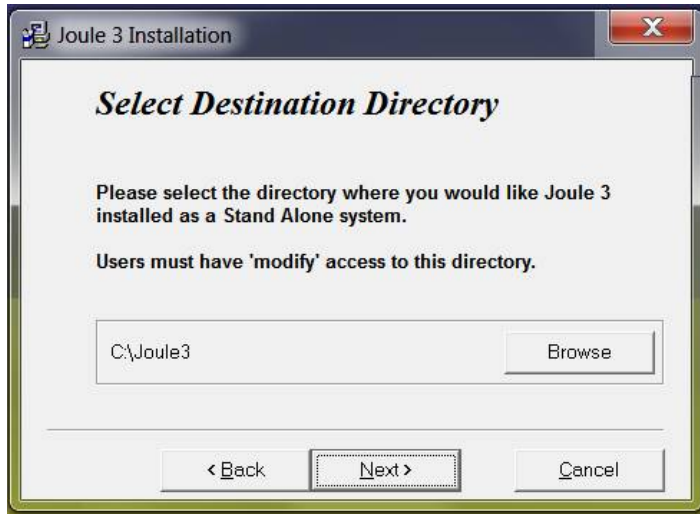 Joule 3 Installation
X
Select Destination Directory
Please select the directory where you would like Joule 3
installed as a Stand Alone system.
Users must have 'modify' access to this directory.
C:\Joule3
Browse
< Back
Next >
Cancel